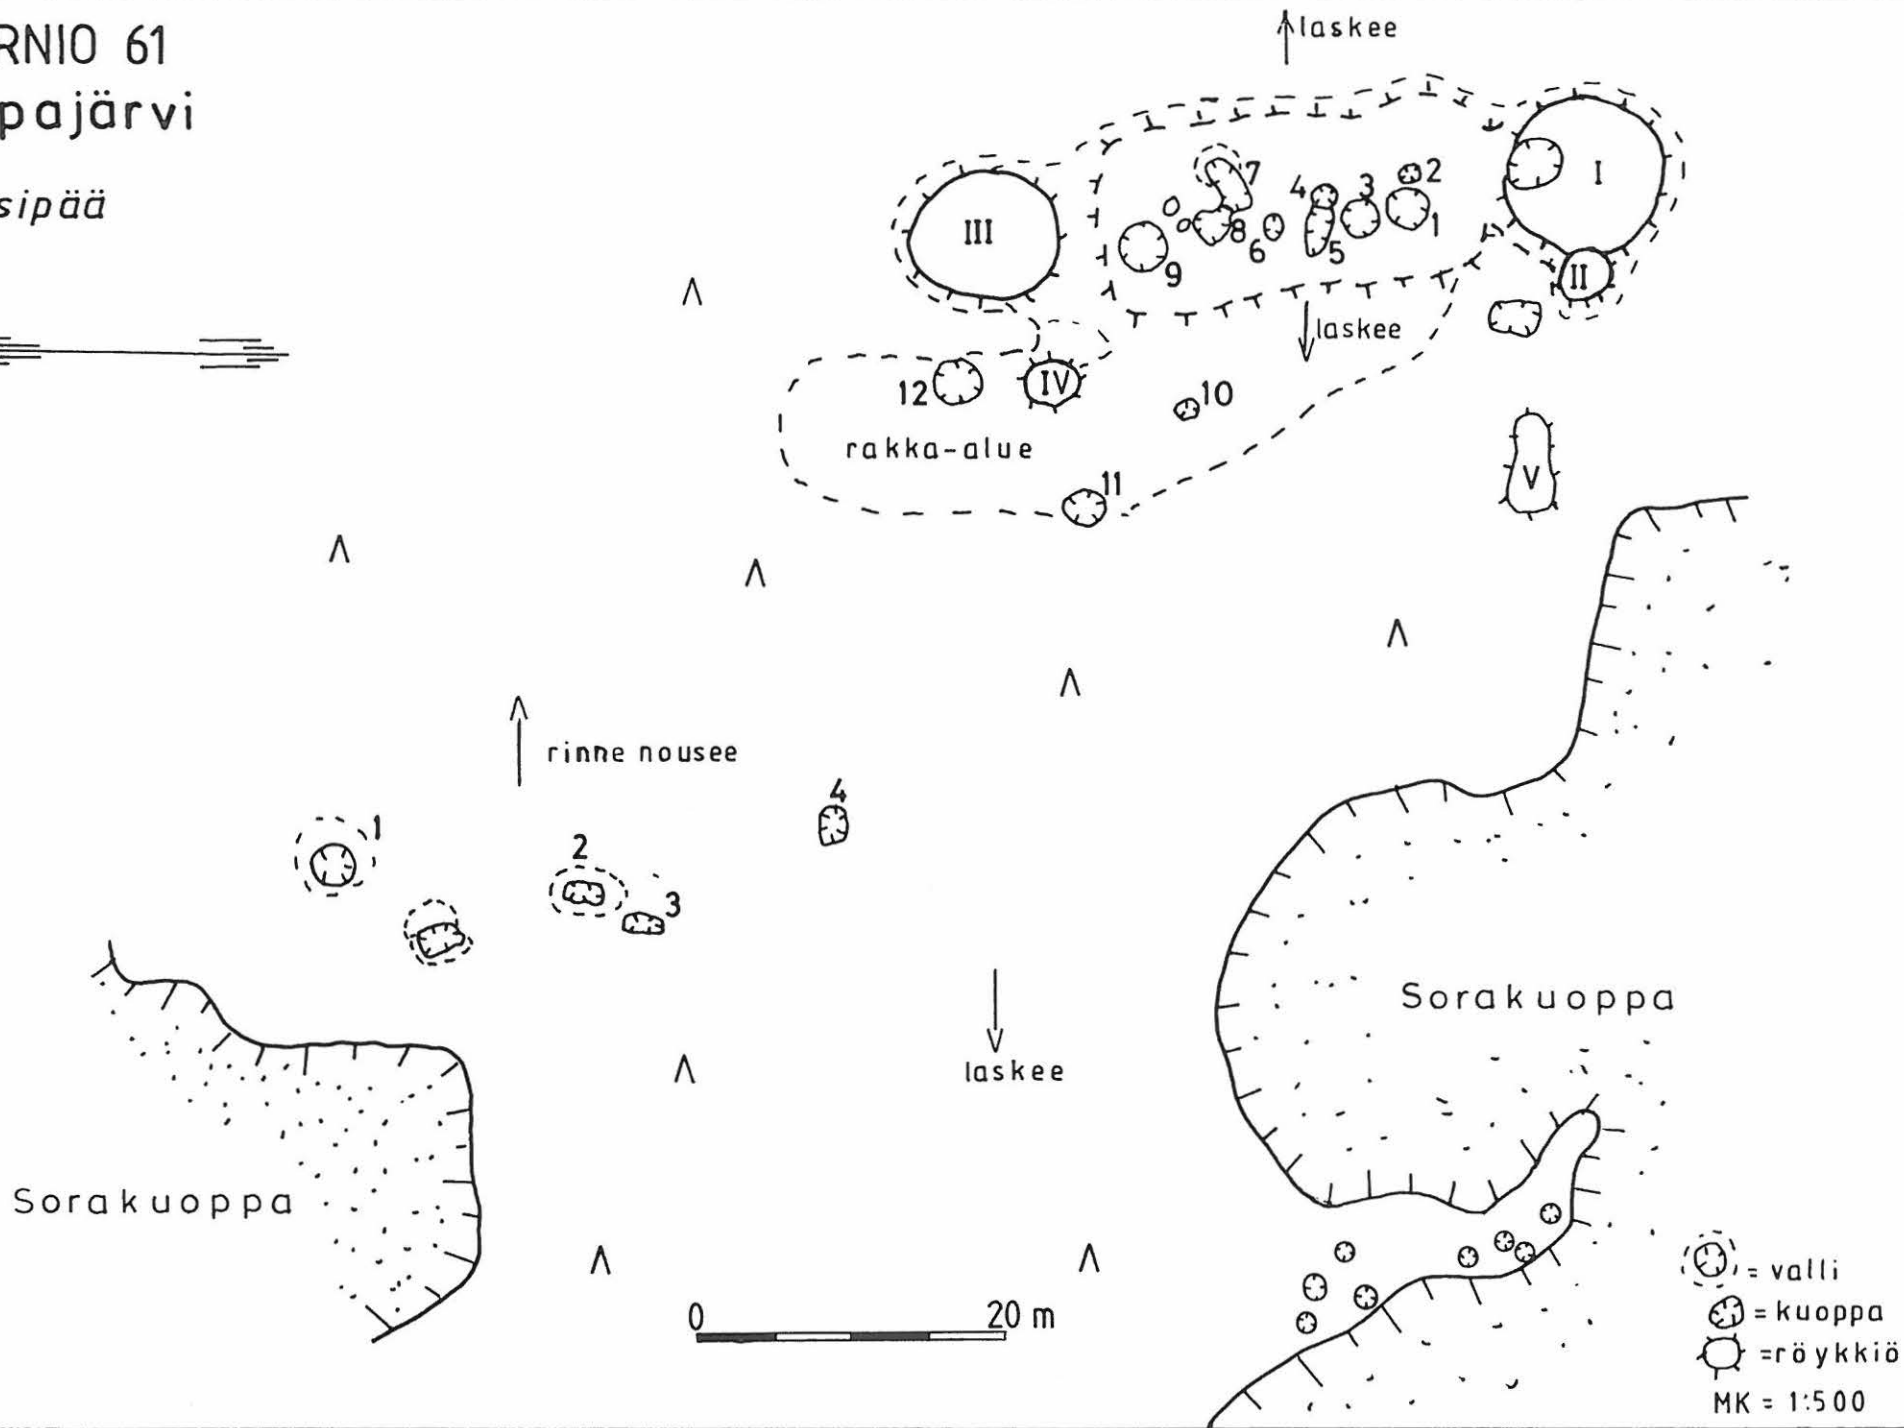 RNIO 61
pajärvi
sipää
laskee
I
II
III
IV
V
1
2
3
4
5
6
7
8
9
10
11
12
laskee
rakka-alue
rinne nousee
1
2
3
4
laskee
Sorakuoppa
Sorakuoppa
0 20 m
= valli
= kuoppa
= röykkiö
MK = 1:500